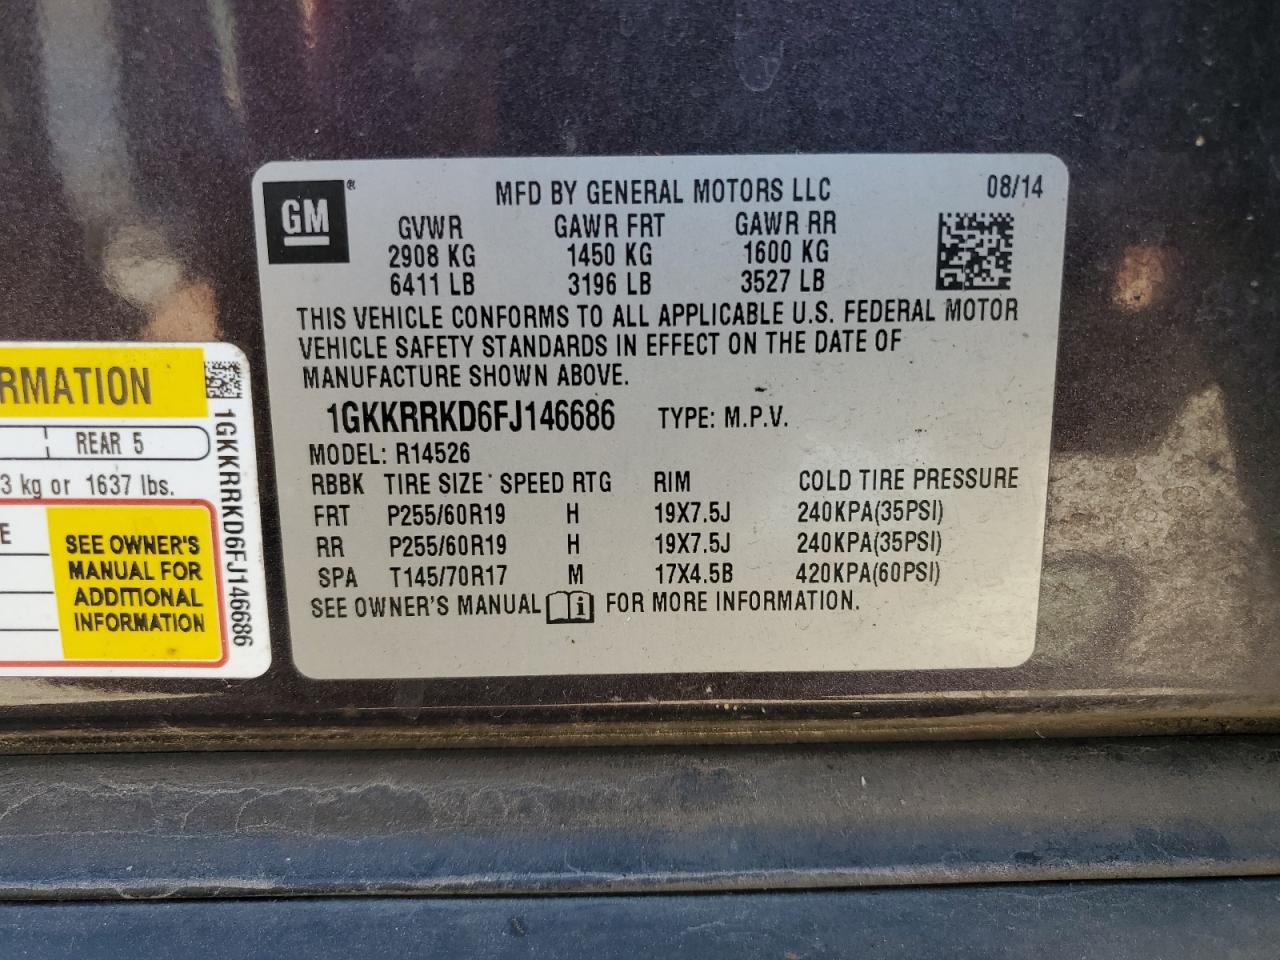 GM ®
MFD BY GENERAL MOTORS LLC 08/14
GVWR GAWR FRT GAWR RR
2908 KG 1450 KG 1600 KG
6411 LB 3196 LB 3527 LB
THIS VEHICLE CONFORMS TO ALL APPLICABLE U.S. FEDERAL MOTOR
VEHICLE SAFETY STANDARDS IN EFFECT ON THE DATE OF
MANUFACTURE SHOWN ABOVE.
1GKKRRKD6FJ146686 TYPE: M.P.V.
MODEL: R14526
RBBK TIRE SIZE SPEED RTG RIM COLD TIRE PRESSURE
FRT P255/60R19 H 19X7.5J 240KPA(35PSI)
RR P255/60R19 H 19X7.5J 240KPA(35PSI)
SPA T145/70R17 M 17X4.5B 420KPA(60PSI)
SEE OWNER'S MANUAL i FOR MORE INFORMATION.
RMATION
REAR 5
3 kg or 1637 lbs.
E
SEE OWNER'S
MANUAL FOR
ADDITIONAL
INFORMATION
1GKKRRKD6FJ146686